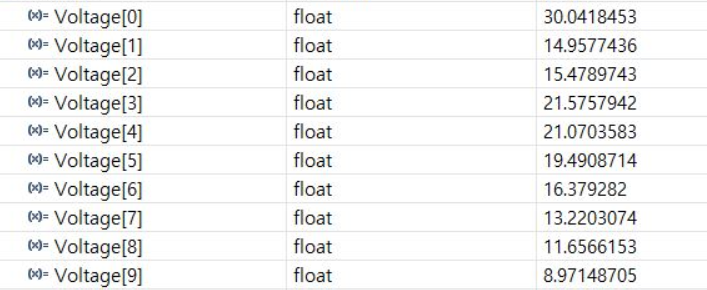 (x)= Voltage[0] float 30.0418453
(x)= Voltage[1] float 14.9577436
(x)= Voltage[2] float 15.4789743
(x)= Voltage[3] float 21.5757942
(x)= Voltage[4] float 21.0703583
(x)= Voltage[5] float 19.4908714
(x)= Voltage[6] float 16.379282
(x)= Voltage[7] float 13.2203074
(x)= Voltage[8] float 11.6566153
(x)= Voltage[9] float 8.97148705